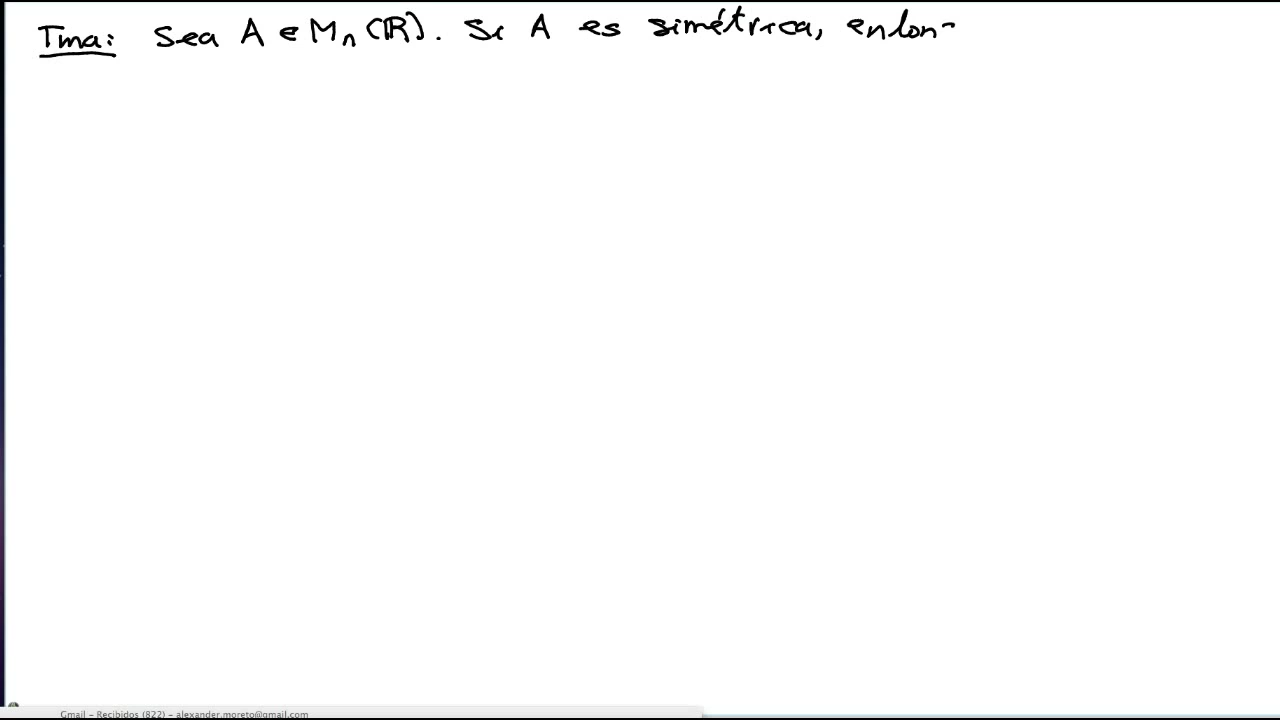 Tma: Sea A ∈ Mn(ℝ). Si A es simétrica, enton-
Gmail – Recibidos (822) – alexander.moreto@gmail.com